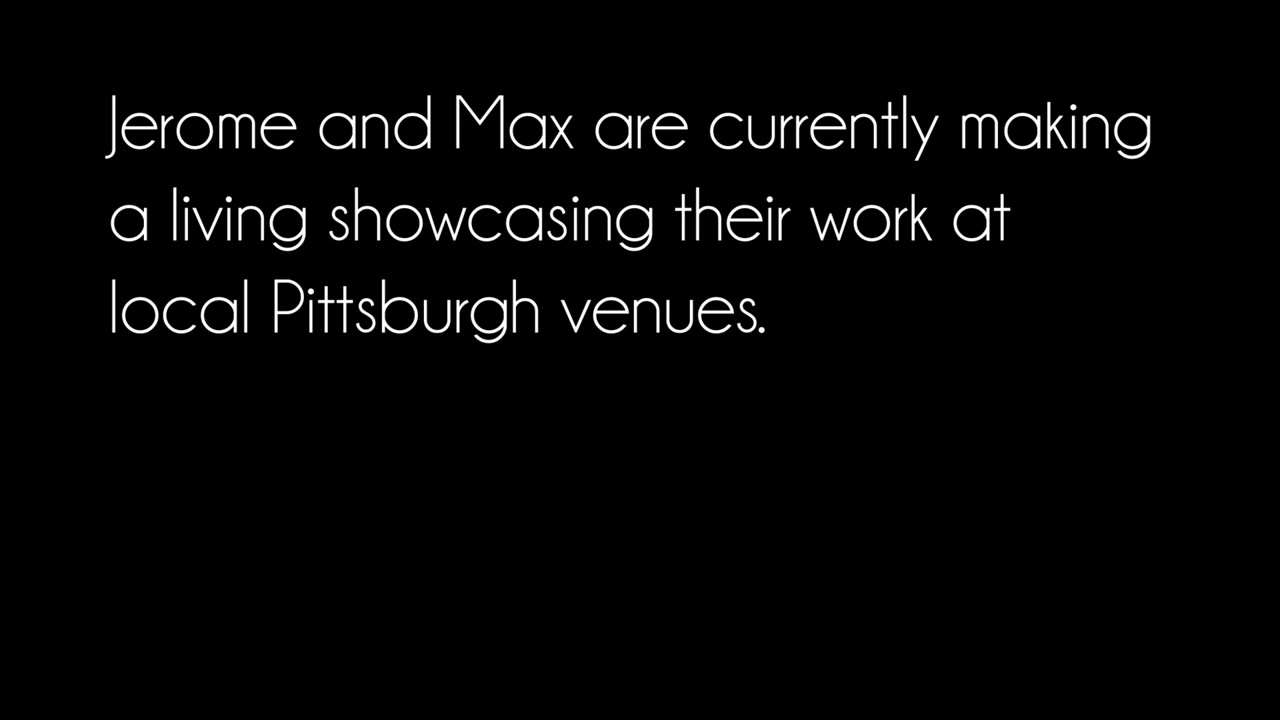 Jerome and Max are currently making
a living showcasing their work at
local Pittsburgh venues.